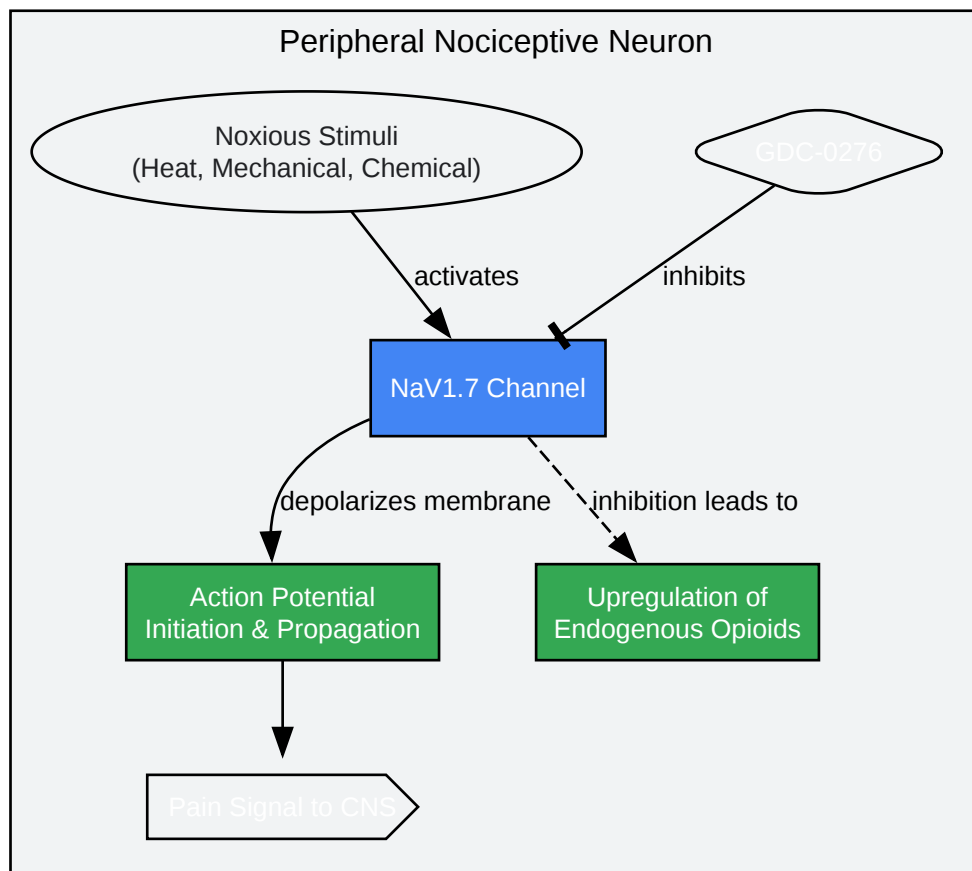 Peripheral Nociceptive Neuron
Noxious Stimuli
(Heat, Mechanical, Chemical)
GDC-0276
activates
inhibits
NaV1.7 Channel
depolarizes membrane
inhibition leads to
Action Potential
Initiation & Propagation
Upregulation of
Endogenous Opioids
Pain Signal to CNS